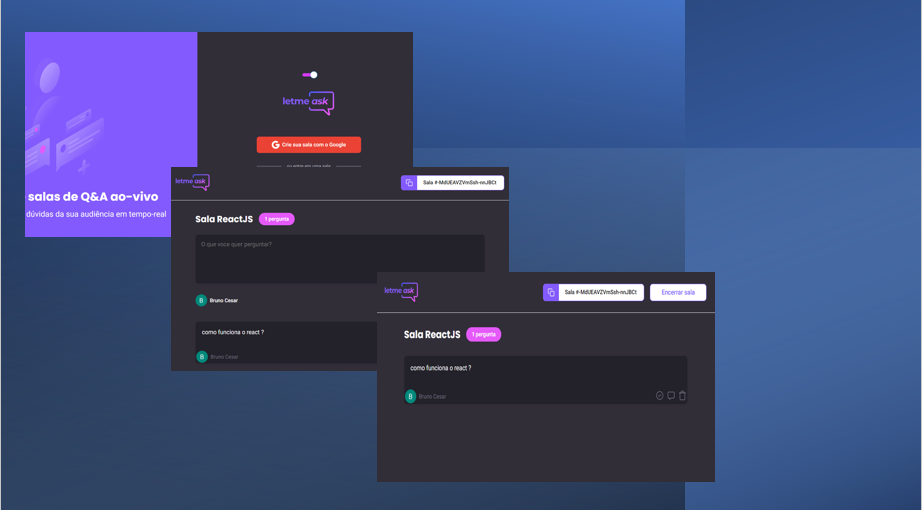 letme ask
Crie sua sala com o Google
ou entre em uma sala
salas de Q&A ao-vivo
dúvidas da sua audiência em tempo-real
letme ask
Sala #-MdUEAVZVmSsh-nnJBCt
Sala ReactJS
1 pergunta
O que voce quer perguntar?
B Bruno Cesar
como funciona o react ?
B Bruno Cesar
letme ask
Sala #-MdUEAVZVmSsh-nnJBCt
Encerrar sala
Sala ReactJS
1 pergunta
como funciona o react ?
B Bruno Cesar